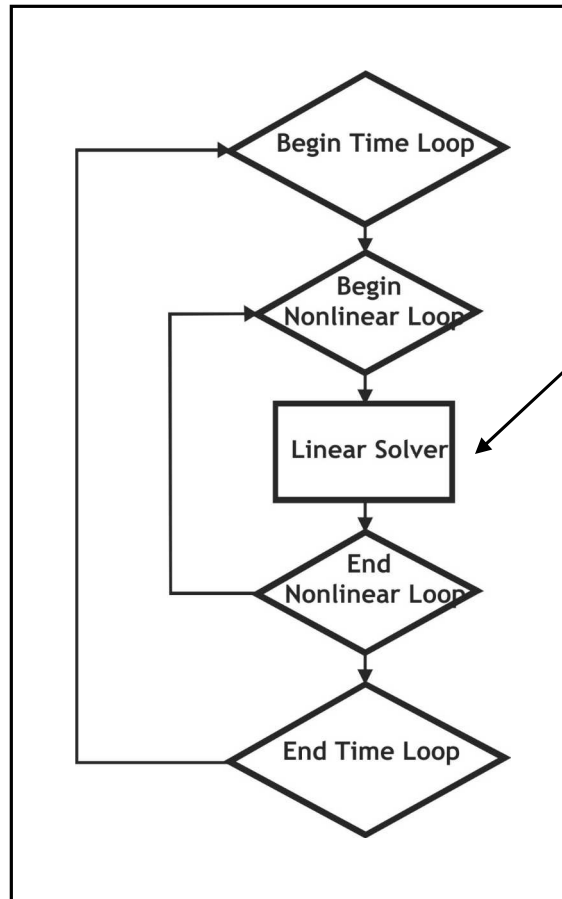 Begin Time Loop
Begin
Nonlinear Loop
Linear Solver
End
Nonlinear Loop
End Time Loop